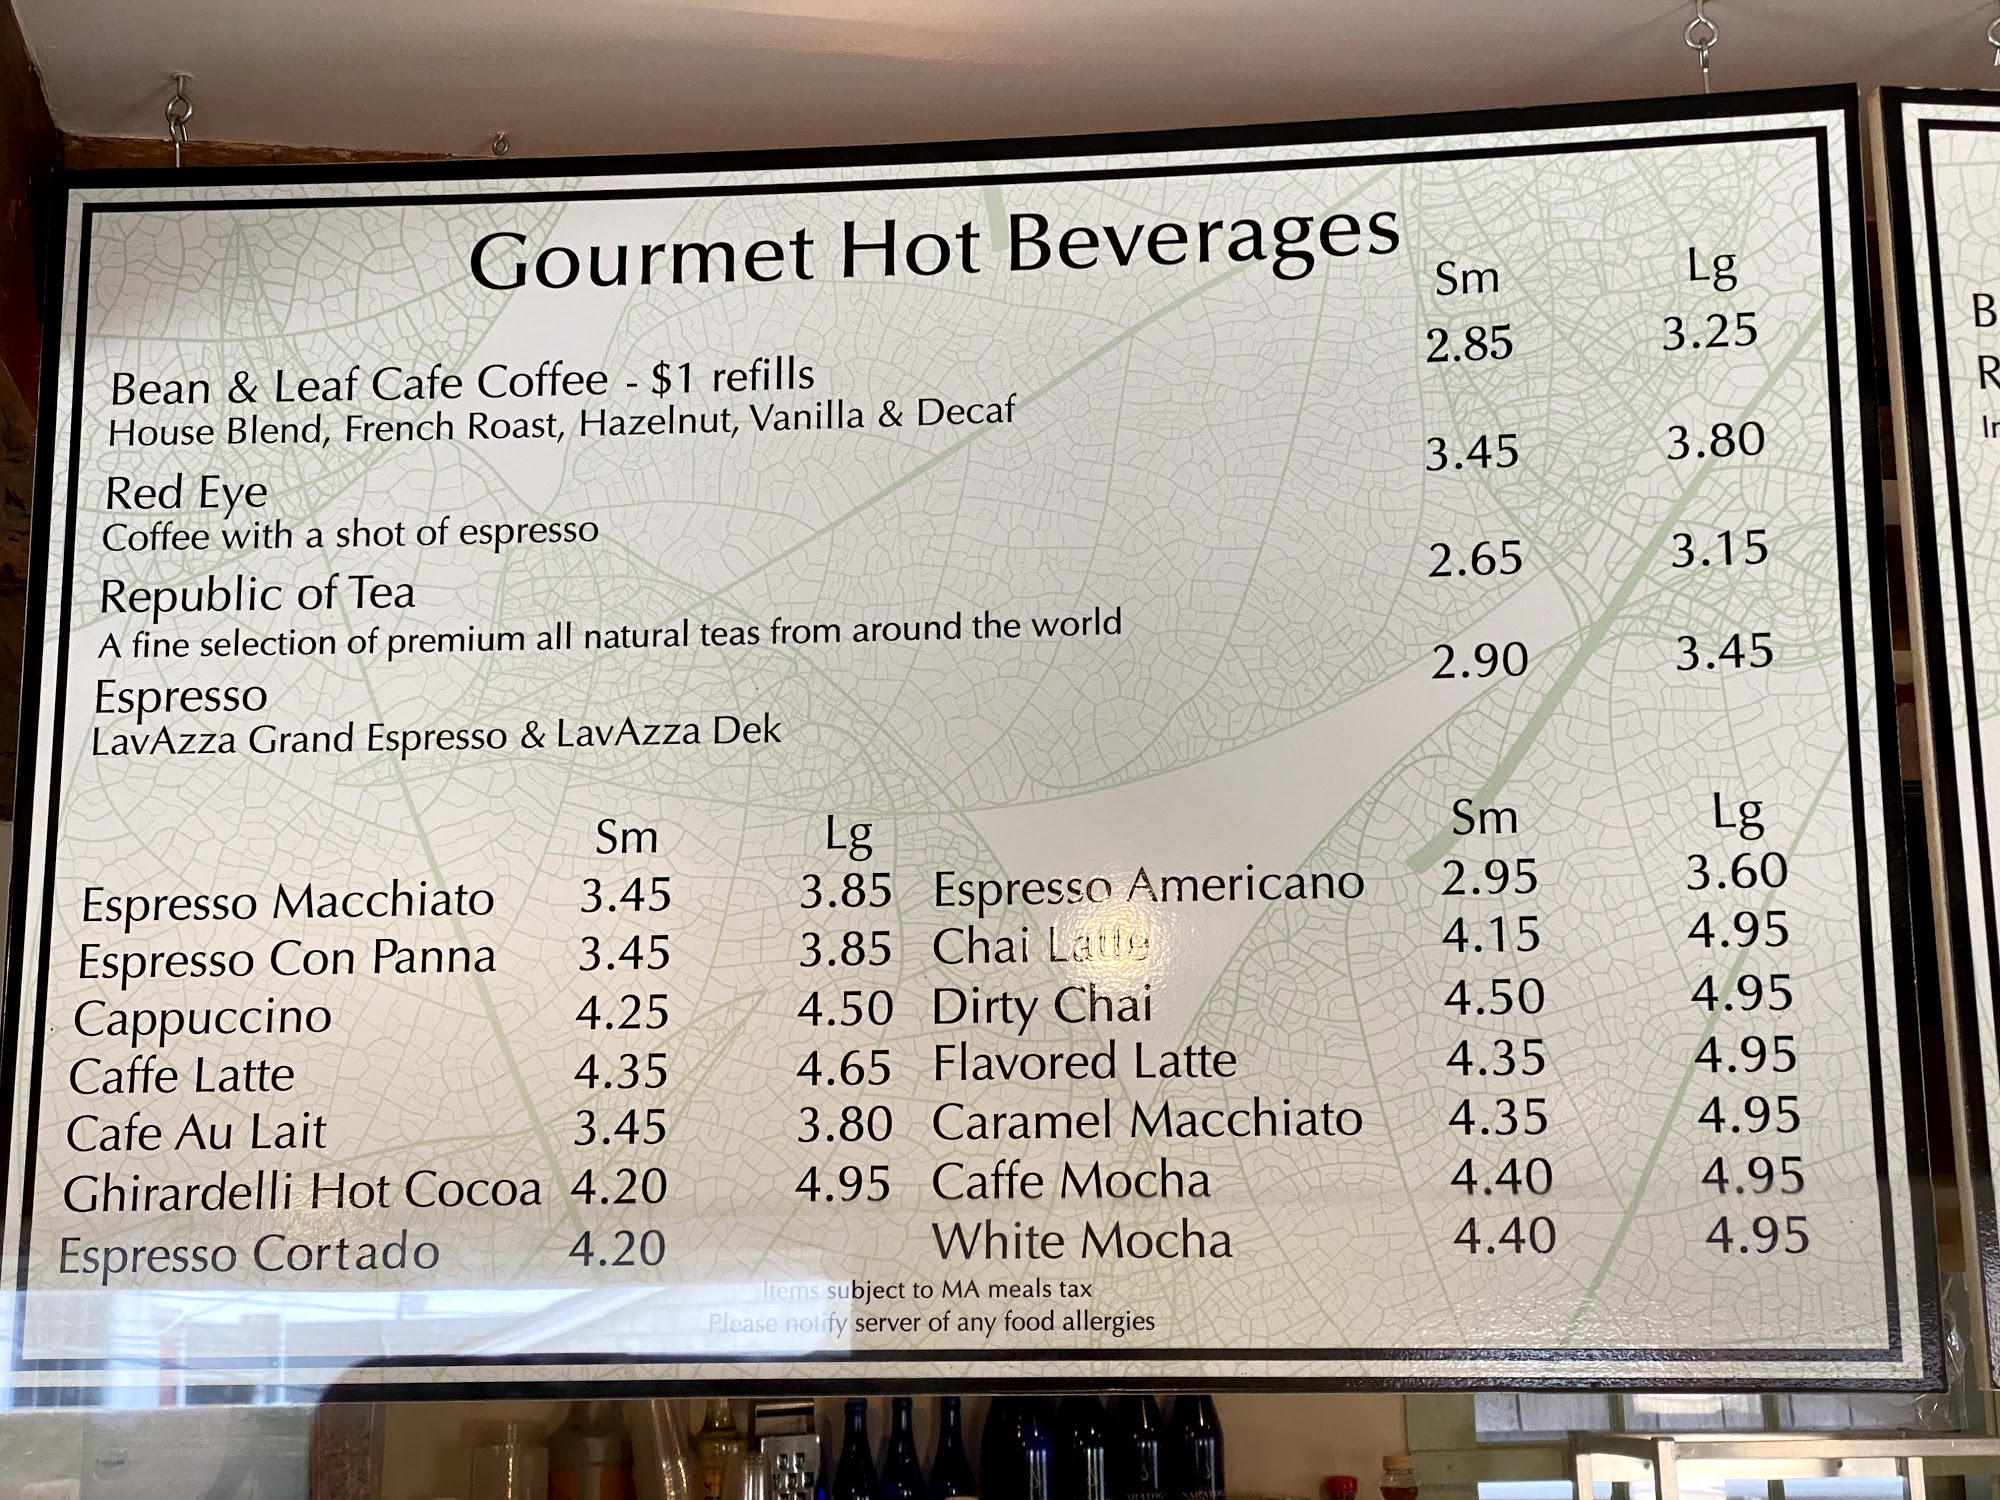 Gourmet Hot Beverages
Sm Lg
Bean & Leaf Cafe Coffee - $1 refills 2.85 3.25
House Blend, French Roast, Hazelnut, Vanilla & Decaf
Red Eye 3.45 3.80
Coffee with a shot of espresso
Republic of Tea 2.65 3.15
A fine selection of premium all natural teas from around the world
Espresso 2.90 3.45
LavAzza Grand Espresso & LavAzza Dek
Sm Lg
Espresso Macchiato 3.45 3.85
Espresso Con Panna 3.45 3.85
Cappuccino 4.25 4.50
Caffe Latte 4.35 4.65
Cafe Au Lait 3.45 3.80
Ghirardelli Hot Cocoa 4.20 4.95
Espresso Cortado 4.20
Sm Lg
Espresso Americano 2.95 3.60
Chai Latte 4.15 4.95
Dirty Chai 4.50 4.95
Flavored Latte 4.35 4.95
Caramel Macchiato 4.35 4.95
Caffe Mocha 4.40 4.95
White Mocha 4.40 4.95
Items subject to MA meals tax
Please notify server of any food allergies